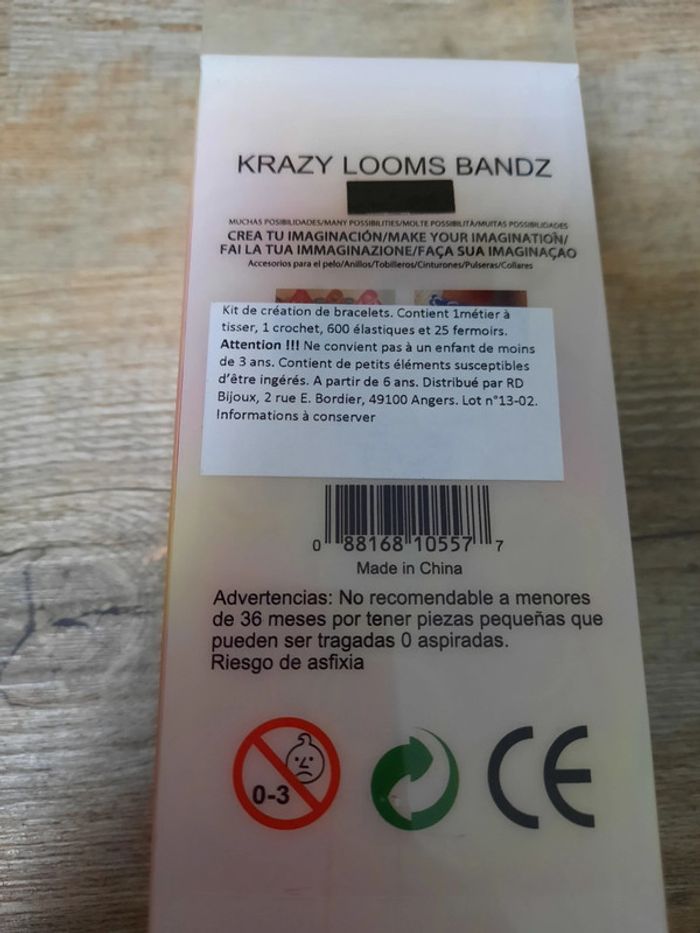 KRAZY LOOMS BANDZ
MUCHAS POSIBILIDADES/MANY POSSIBILITIES/MOLTE POSSIBILITÀ/MUITAS POSSIBILIDADES
CREA TU IMAGINACIÓN/MAKE YOUR IMAGINATION/
FAI LA TUA IMMAGINAZIONE/FAÇA SUA IMAGINAÇAO
Accesorios para el pelo/Anillos/Tobilleros/Cinturones/Pulseras/Collares
Kit de création de bracelets. Contient 1métier à
tisser, 1 crochet, 600 élastiques et 25 fermoirs.
Attention !!! Ne convient pas à un enfant de moins
de 3 ans. Contient de petits éléments susceptibles
d'être ingérés. A partir de 6 ans. Distribué par RD
Bijoux, 2 rue E. Bordier, 49100 Angers. Lot n°13-02.
Informations à conserver
0 88168 10557 7
Made in China
Advertencias: No recomendable a menores
de 36 meses por tener piezas pequeñas que
pueden ser tragadas 0 aspiradas.
Riesgo de asfixia
0-3
CE